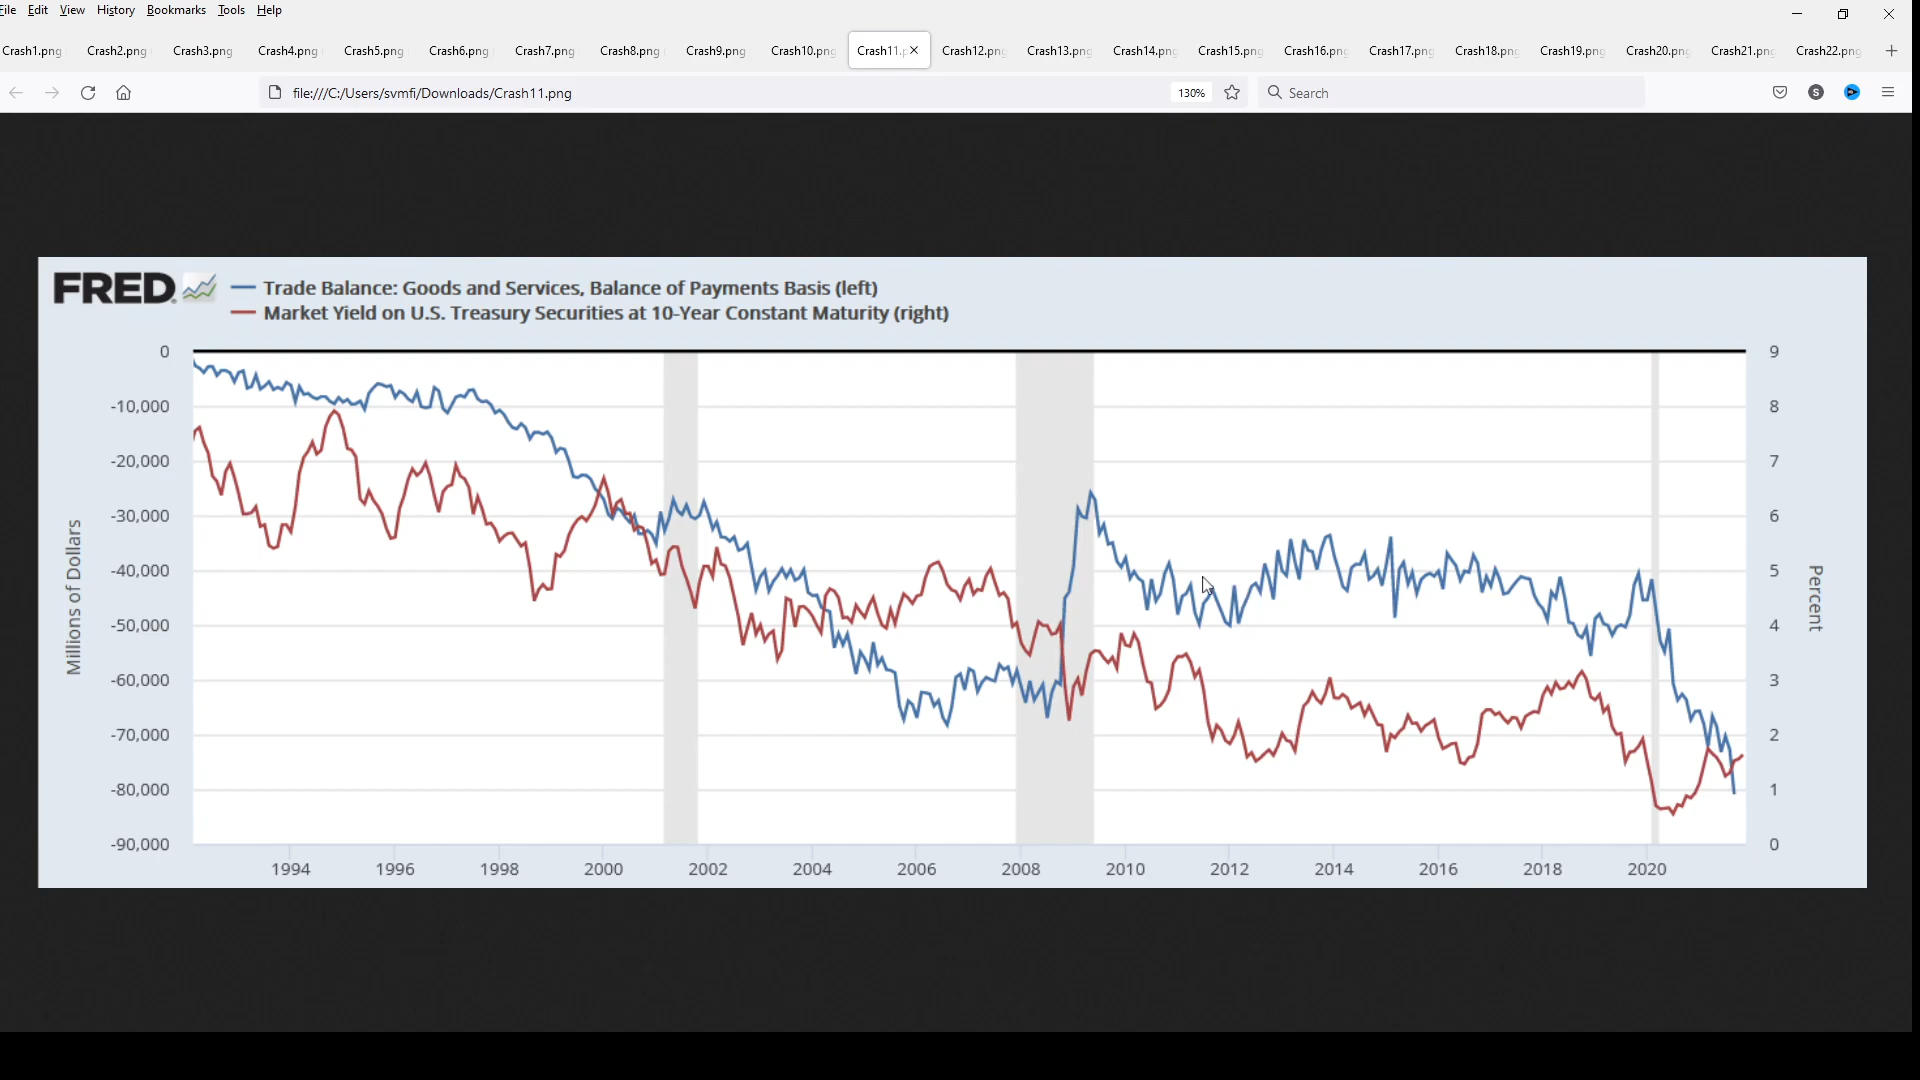 File Edit View History Bookmarks Tools Help
Crash1.png Crash2.png Crash3.png Crash4.png Crash5.png Crash6.png Crash7.png Crash8.png Crash9.png Crash10.png Crash11.p Crash12.png Crash13.png Crash14.png Crash15.png Crash16.png Crash17.png Crash18.png Crash19.png Crash20.png Crash21.png Crash22.png
file:///C:/Users/svmfi/Downloads/Crash11.png 130% Search S
FRED
Trade Balance: Goods and Services, Balance of Payments Basis (left)
Market Yield on U.S. Treasury Securities at 10-Year Constant Maturity (right)
0 9
-10,000 8
-20,000 7
-30,000 6
-40,000 5
-50,000 4
-60,000 3
-70,000 2
-80,000 1
-90,000 0
Millions of Dollars
Percent
1994 1996 1998 2000 2002 2004 2006 2008 2010 2012 2014 2016 2018 2020